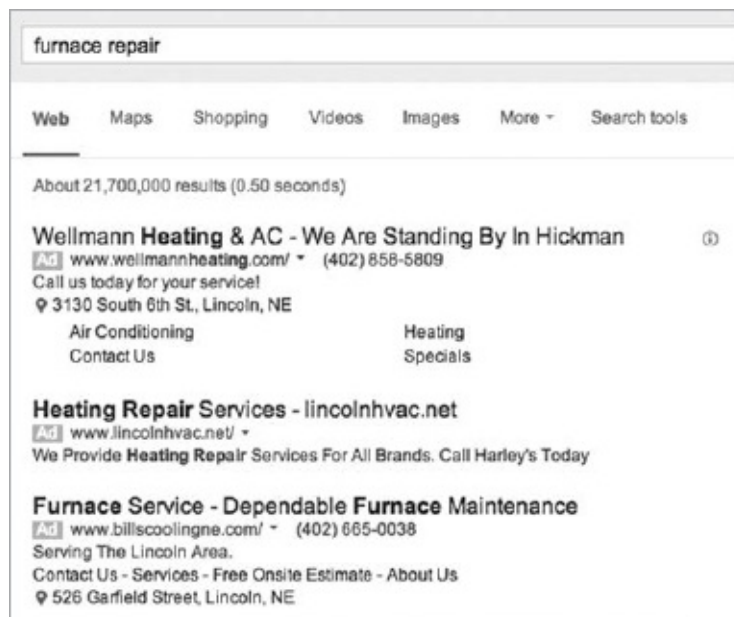 furnace repair
Web Maps Shopping Videos Images More Search tools
About 21,700,000 results (0.50 seconds)
Wellmann Heating & AC - We Are Standing By In Hickman
Ad www.wellmannheating.com/ (402) 858-5809
Call us today for your service!
3130 South 6th St., Lincoln, NE
Air Conditioning Heating
Contact Us Specials
Heating Repair Services - lincolnhvac.net
Ad www.lincolnhvac.net/
We Provide Heating Repair Services For All Brands. Call Harley's Today
Furnace Service - Dependable Furnace Maintenance
Ad www.billscoolingne.com/ (402) 665-0038
Serving The Lincoln Area.
Contact Us - Services - Free Onsite Estimate - About Us
526 Garfield Street, Lincoln, NE